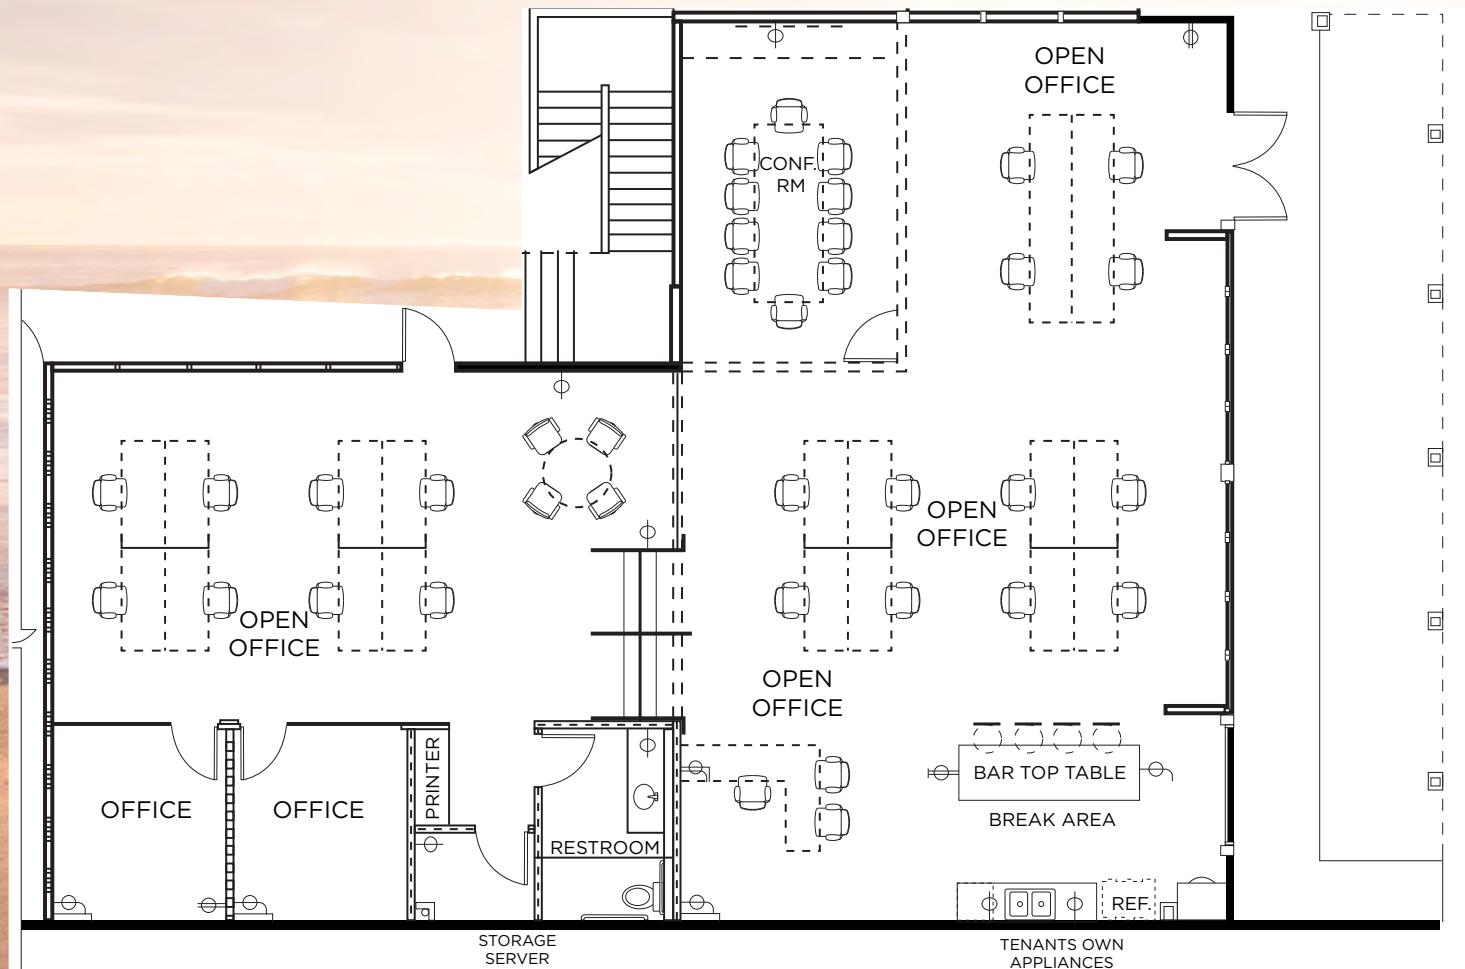 OPEN
OFFICE
CONF.
RM
OPEN
OFFICE
OPEN
OFFICE
OPEN
OFFICE
PRINTER
BAR TOP TABLE
OFFICE
OFFICE
BREAK AREA
RESTROOM
REF.
STORAGE
SERVER
TENANTS OWN
APPLIANCES